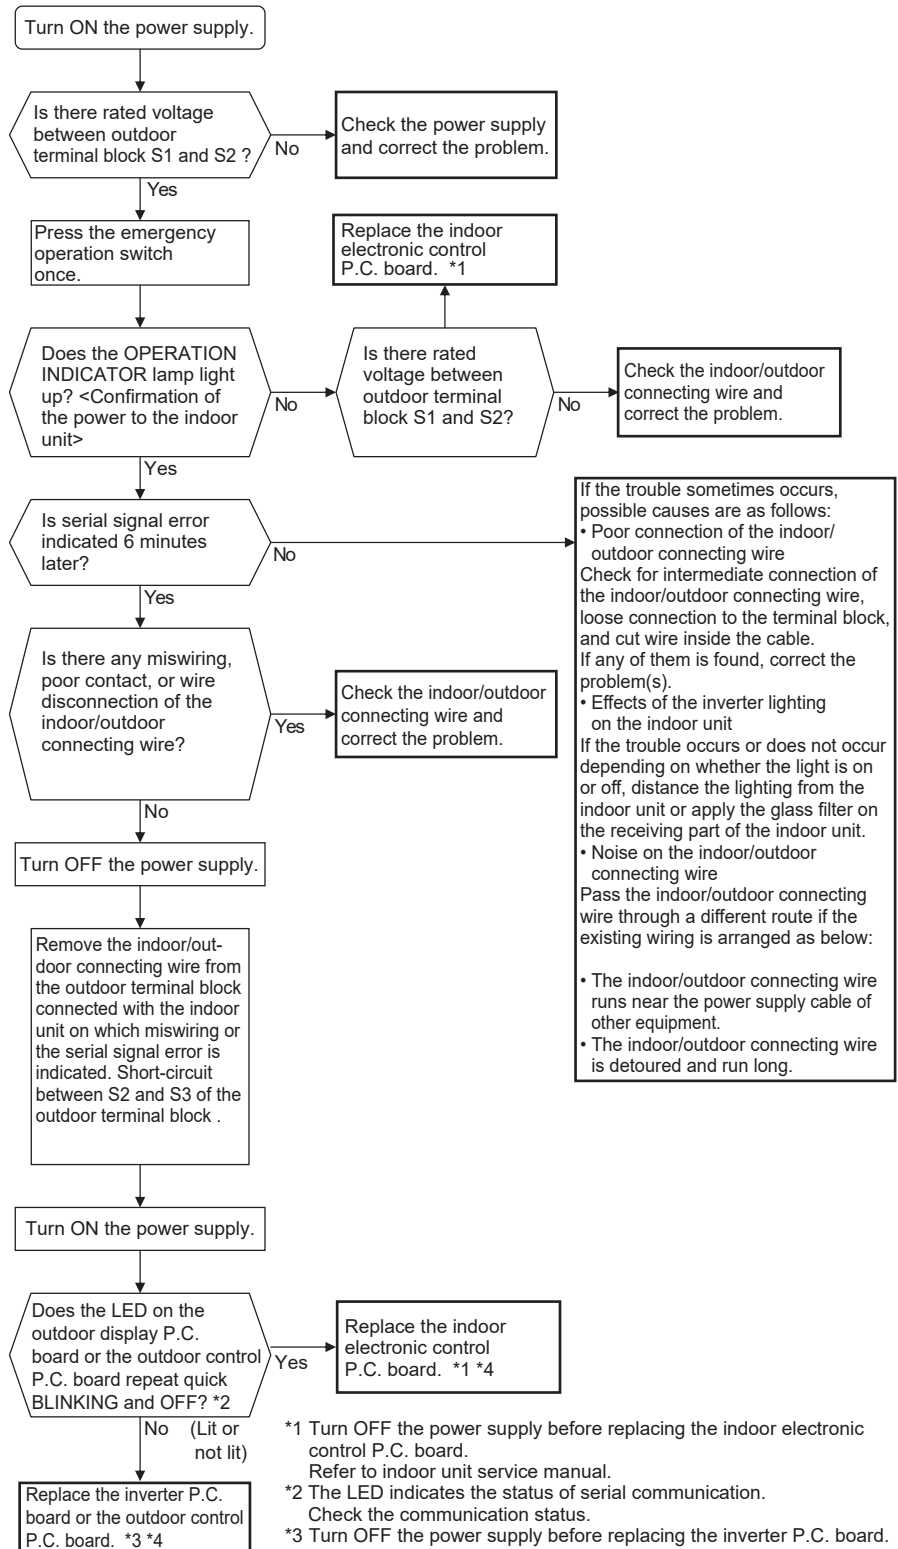 Turn ON the power supply.
Is there rated voltage
between outdoor
terminal block S1 and S2 ?
No
Check the power supply
and correct the problem.
Yes
Press the emergency
operation switch
once.
Replace the indoor
electronic control
P.C. board. *1
Does the OPERATION
INDICATOR lamp light
up? <Confirmation of
the power to the indoor
unit>
No
Is there rated
voltage between
outdoor terminal
block S1 and S2?
No
Check the indoor/outdoor
connecting wire and
correct the problem.
Yes
Is serial signal error
indicated 6 minutes
later?
No
If the trouble sometimes occurs,
possible causes are as follows:
• Poor connection of the indoor/
outdoor connecting wire
Check for intermediate connection of
the indoor/outdoor connecting wire,
loose connection to the terminal block,
and cut wire inside the cable.
If any of them is found, correct the
problem(s).
• Effects of the inverter lighting
on the indoor unit
If the trouble occurs or does not occur
depending on whether the light is on
or off, distance the lighting from the
indoor unit or apply the glass filter on
the receiving part of the indoor unit.
• Noise on the indoor/outdoor
connecting wire
Pass the indoor/outdoor connecting
wire through a different route if the
existing wiring is arranged as below:
• The indoor/outdoor connecting wire
runs near the power supply cable of
other equipment.
• The indoor/outdoor connecting wire
is detoured and run long.
Yes
Is there any miswiring,
poor contact, or wire
disconnection of the
indoor/outdoor
connecting wire?
Yes
Check the indoor/outdoor
connecting wire and
correct the problem.
No
Turn OFF the power supply.
Remove the indoor/out-
door connecting wire from
the outdoor terminal block
connected with the indoor
unit on which miswiring or
the serial signal error is
indicated. Short-circuit
between S2 and S3 of the
outdoor terminal block .
Turn ON the power supply.
Does the LED on the
outdoor display P.C.
board or the outdoor control
P.C. board repeat quick
BLINKING and OFF? *2
Yes
Replace the indoor
electronic control
P.C. board. *1 *4
No (Lit or
not lit)
Replace the inverter P.C.
board or the outdoor control
P.C. board. *3 *4
*1 Turn OFF the power supply before replacing the indoor electronic
control P.C. board.
Refer to indoor unit service manual.
*2 The LED indicates the status of serial communication.
Check the communication status.
*3 Turn OFF the power supply before replacing the inverter P.C. board.